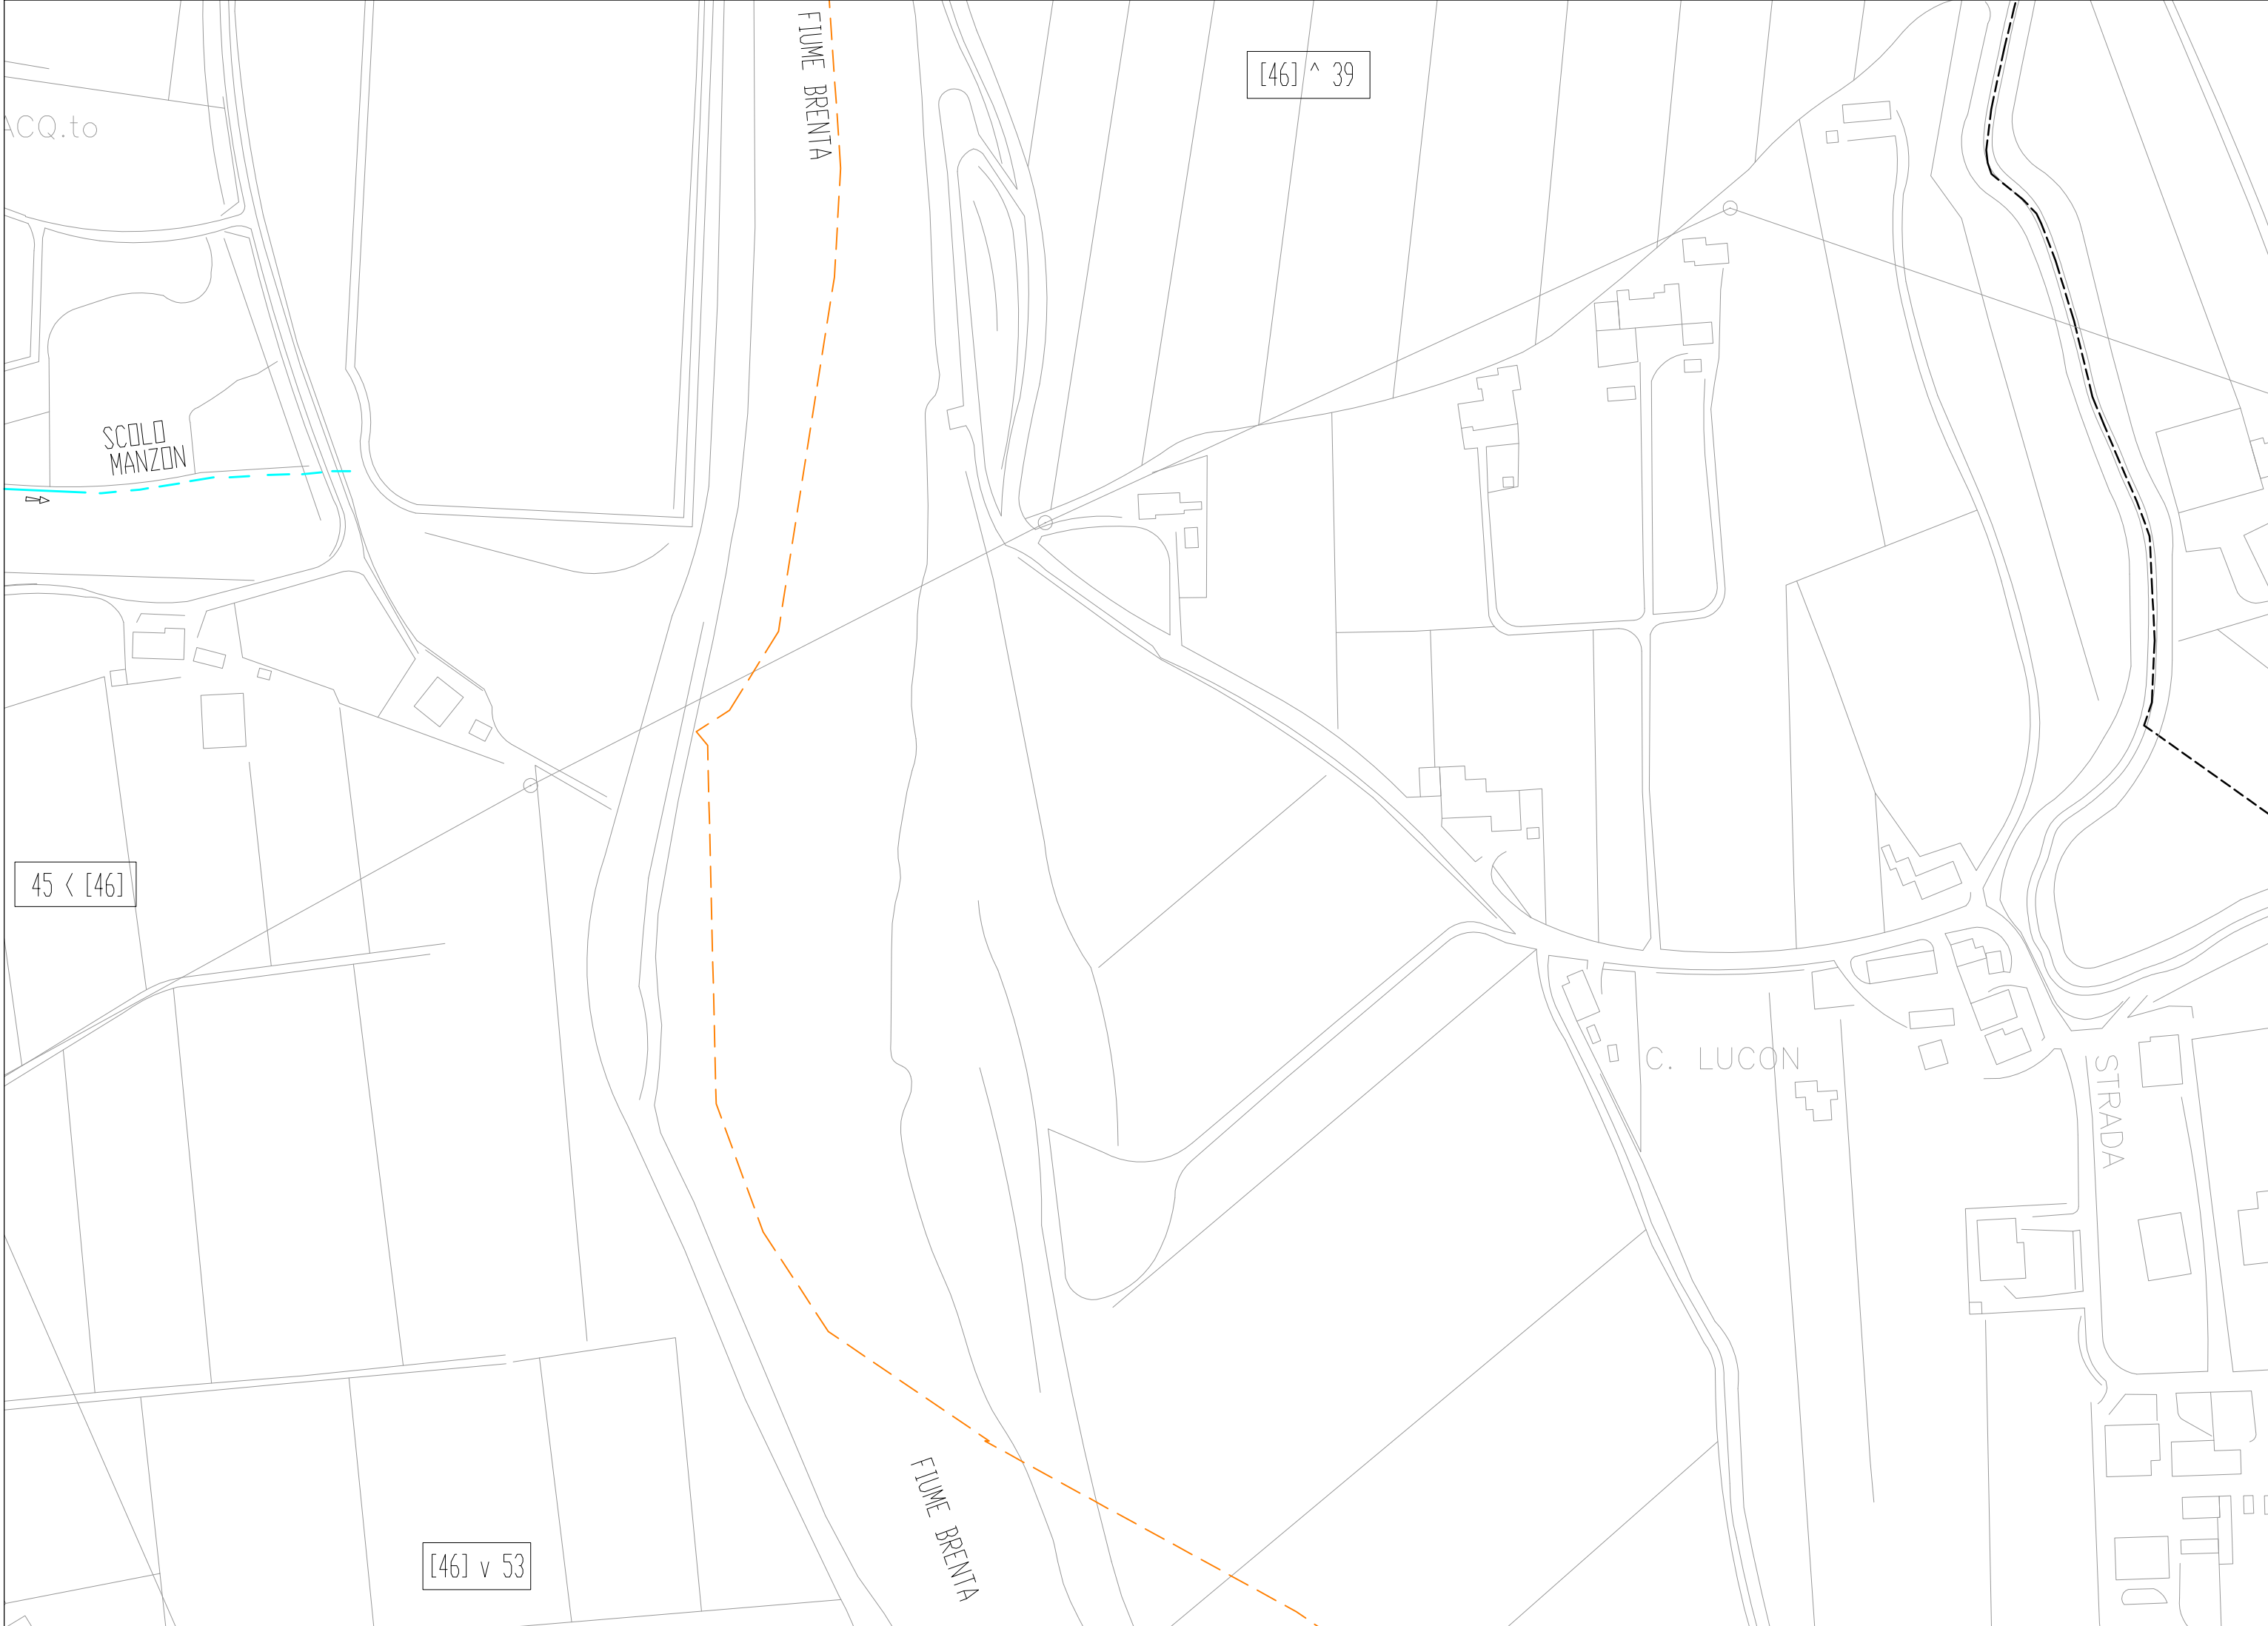 FIUME BRENTA
[46] ^ 39
ACQ.to
SCOLO
MANZON
45 < [46]
C. LUCON
STRADA
FIUME BRENTA
[46] v 53